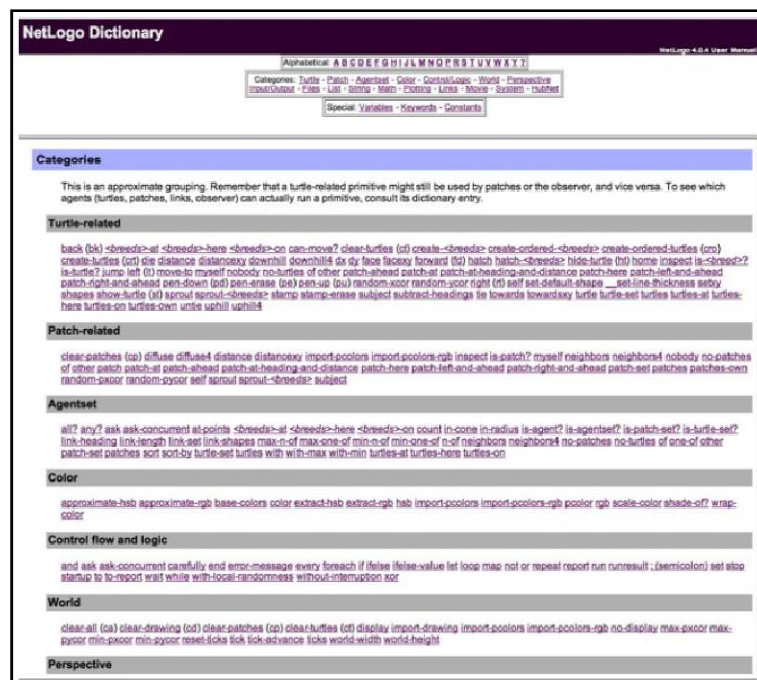 NetLogo Dictionary
NetLogo 4.0.4 User Manual
Alphabetical: A B C D E F G H I J L M N O P R S T U V W X Y ?
Categories: Turtle - Patch - Agentset - Color - Control/Logic - World - Perspective
Input/Output - Files - List - String - Math - Plotting - Links - Movie - System - HubNet
Special: Variables - Keywords - Constants
Categories
This is an approximate grouping. Remember that a turtle-related primitive might still be used by patches or the observer, and vice versa. To see which
agents (turtles, patches, links, observer) can actually run a primitive, consult its dictionary entry.
Turtle-related
back (bk) <breeds>-at <breeds>-here <breeds>-on can-move? clear-turtles (ct) create-<breeds> create-ordered-<breeds> create-ordered-turtles (cro)
create-turtles (crt) die distance distancexy downhill downhill4 dx dy face facexy forward (fd) hatch hatch-<breeds> hide-turtle (ht) home inspect is-<breed>?
is-turtle? jump left (lt) move-to myself nobody no-turtles of other patch-ahead patch-at patch-at-heading-and-distance patch-here patch-left-and-ahead
patch-right-and-ahead pen-down (pd) pen-erase (pe) pen-up (pu) random-xcor random-ycor right (rt) self set-default-shape __set-line-thickness setxy
shapes show-turtle (st) sprout sprout-<breeds> stamp stamp-erase subject subtract-headings tie towards towardsxy turtle turtle-set turtles turtles-at turtles-
here turtles-on turtles-own untie uphill uphill4
Patch-related
clear-patches (cp) diffuse diffuse4 distance distancexy import-pcolors import-pcolors-rgb inspect is-patch? myself neighbors neighbors4 nobody no-patches
of other patch patch-at patch-ahead patch-at-heading-and-distance patch-here patch-left-and-ahead patch-right-and-ahead patch-set patches patches-own
random-pxcor random-pycor self sprout sprout-<breeds> subject
Agentset
all? any? ask ask-concurrent at-points <breeds>-at <breeds>-here <breeds>-on count in-cone in-radius is-agent? is-agentset? is-patch-set? is-turtle-set?
link-heading link-length link-set link-shapes max-n-of max-one-of min-n-of min-one-of n-of neighbors neighbors4 no-patches no-turtles of one-of other
patch-set patches sort sort-by turtle-set turtles with with-max with-min turtles-at turtles-here turtles-on
Color
approximate-hsb approximate-rgb base-colors color extract-hsb extract-rgb hsb import-pcolors import-pcolors-rgb pcolor rgb scale-color shade-of? wrap-
color
Control flow and logic
and ask ask-concurrent carefully end error-message every foreach if ifelse ifelse-value let loop map not or repeat report run runresult ; (semicolon) set stop
startup to to-report wait while with-local-randomness without-interruption xor
World
clear-all (ca) clear-drawing (cd) clear-patches (cp) clear-turtles (ct) display import-drawing import-pcolors import-pcolors-rgb no-display max-pxcor max-
pycor min-pxcor min-pycor reset-ticks tick tick-advance ticks world-width world-height
Perspective